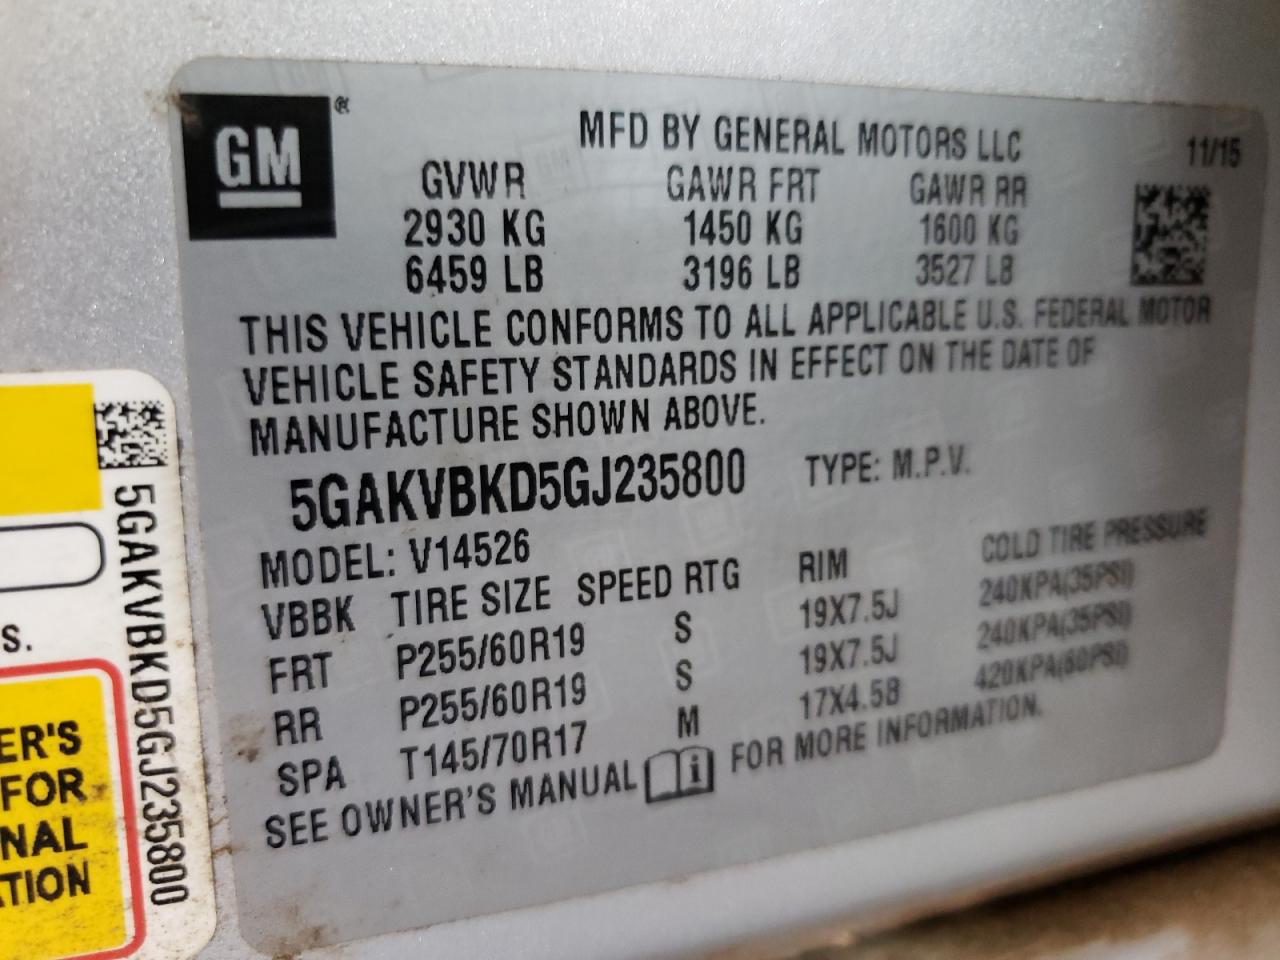 GM ®
MFD BY GENERAL MOTORS LLC
11/15
GVWR GAWR FRT GAWR RR
2930 KG 1450 KG 1600 KG
6459 LB 3196 LB 3527 LB
THIS VEHICLE CONFORMS TO ALL APPLICABLE U.S. FEDERAL MOTOR
VEHICLE SAFETY STANDARDS IN EFFECT ON THE DATE OF
MANUFACTURE SHOWN ABOVE.
5GAKVBKD5GJ235800 TYPE: M.P.V.
MODEL: V14526
VBBK TIRE SIZE SPEED RTG RIM COLD TIRE PRESSURE
FRT P255/60R19 S 19X7.5J 240KPA(35PSI)
RR P255/60R19 S 19X7.5J 240KPA(35PSI)
SPA T145/70R17 M 17X4.5B 420KPA(60PSI)
SEE OWNER'S MANUAL i FOR MORE INFORMATION.
5GAKVBKD5GJ235800
S.
ER'S
FOR
NAL
ATION